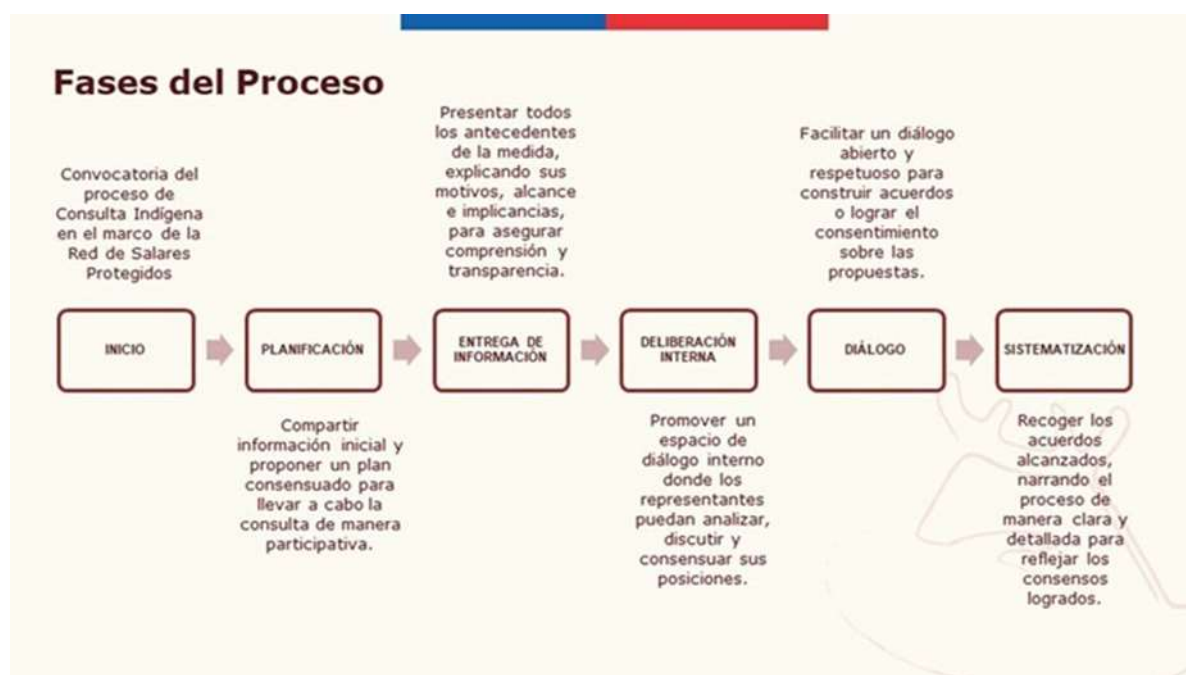 Fases del Proceso
Convocatoria del
proceso de
Consulta Indígena
en el marco de la
Red de Salares
Protegidos
INICIO
PLANIFICACIÓN
Compartir
información inicial y
proponer un plan
consensuado para
llevar a cabo la
consulta de manera
participativa.
Presentar todos
los antecedentes
de la medida,
explicando sus
motivos, alcance
e implicancias,
para asegurar
comprensión y
transparencia.
ENTREGA DE
INFORMACIÓN
DELIBERACIÓN
INTERNA
Promover un
espacio de
diálogo interno
donde los
representantes
puedan analizar,
discutir y
consensuar sus
posiciones.
Facilitar un diálogo
abierto y
respetuoso para
construir acuerdos
o lograr el
consentimiento
sobre las
propuestas.
DIÁLOGO
SISTEMATIZACIÓN
Recoger los
acuerdos
alcanzados,
narrando el
proceso de
manera clara y
detallada para
reflejar los
consensos
logrados.